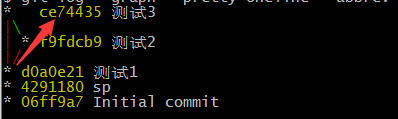 * ce74435 测试3
|\
| * f9fdcb9 测试2
|/
* d0a0e21 测试1
* 4291180 sp
* 06ff9a7 Initial commit